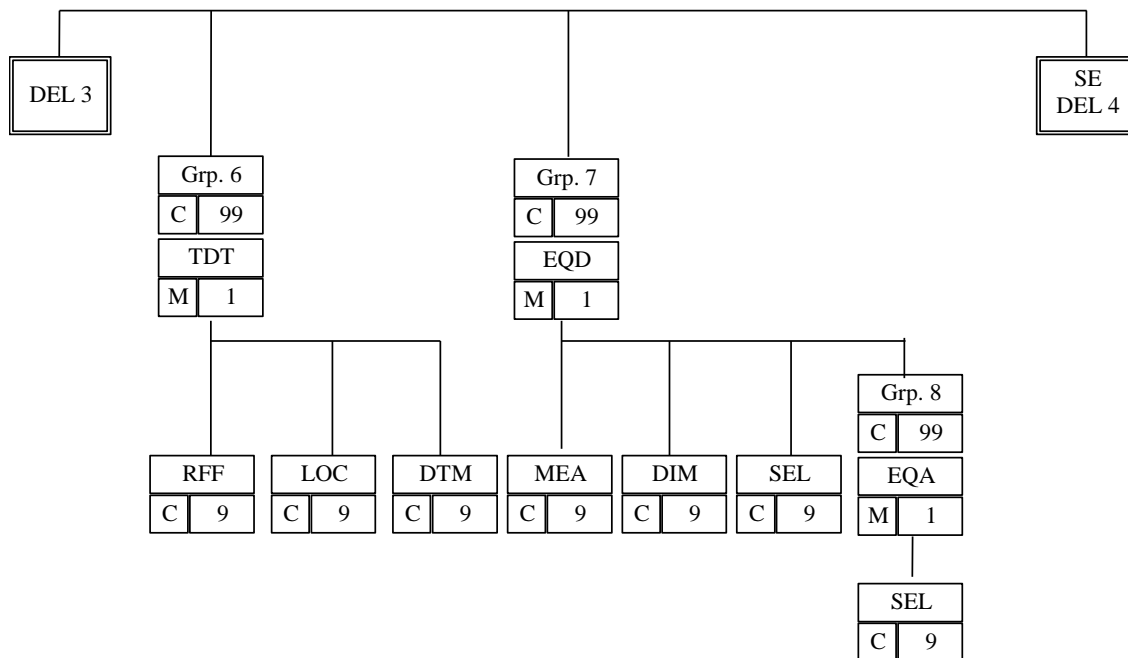 DEL 3
SE
DEL 4
Grp. 6
C 99
TDT
M 1
Grp. 7
C 99
EQD
M 1
RFF
C 9
LOC
C 9
DTM
C 9
MEA
C 9
DIM
C 9
SEL
C 9
Grp. 8
C 99
EQA
M 1
SEL
C 9